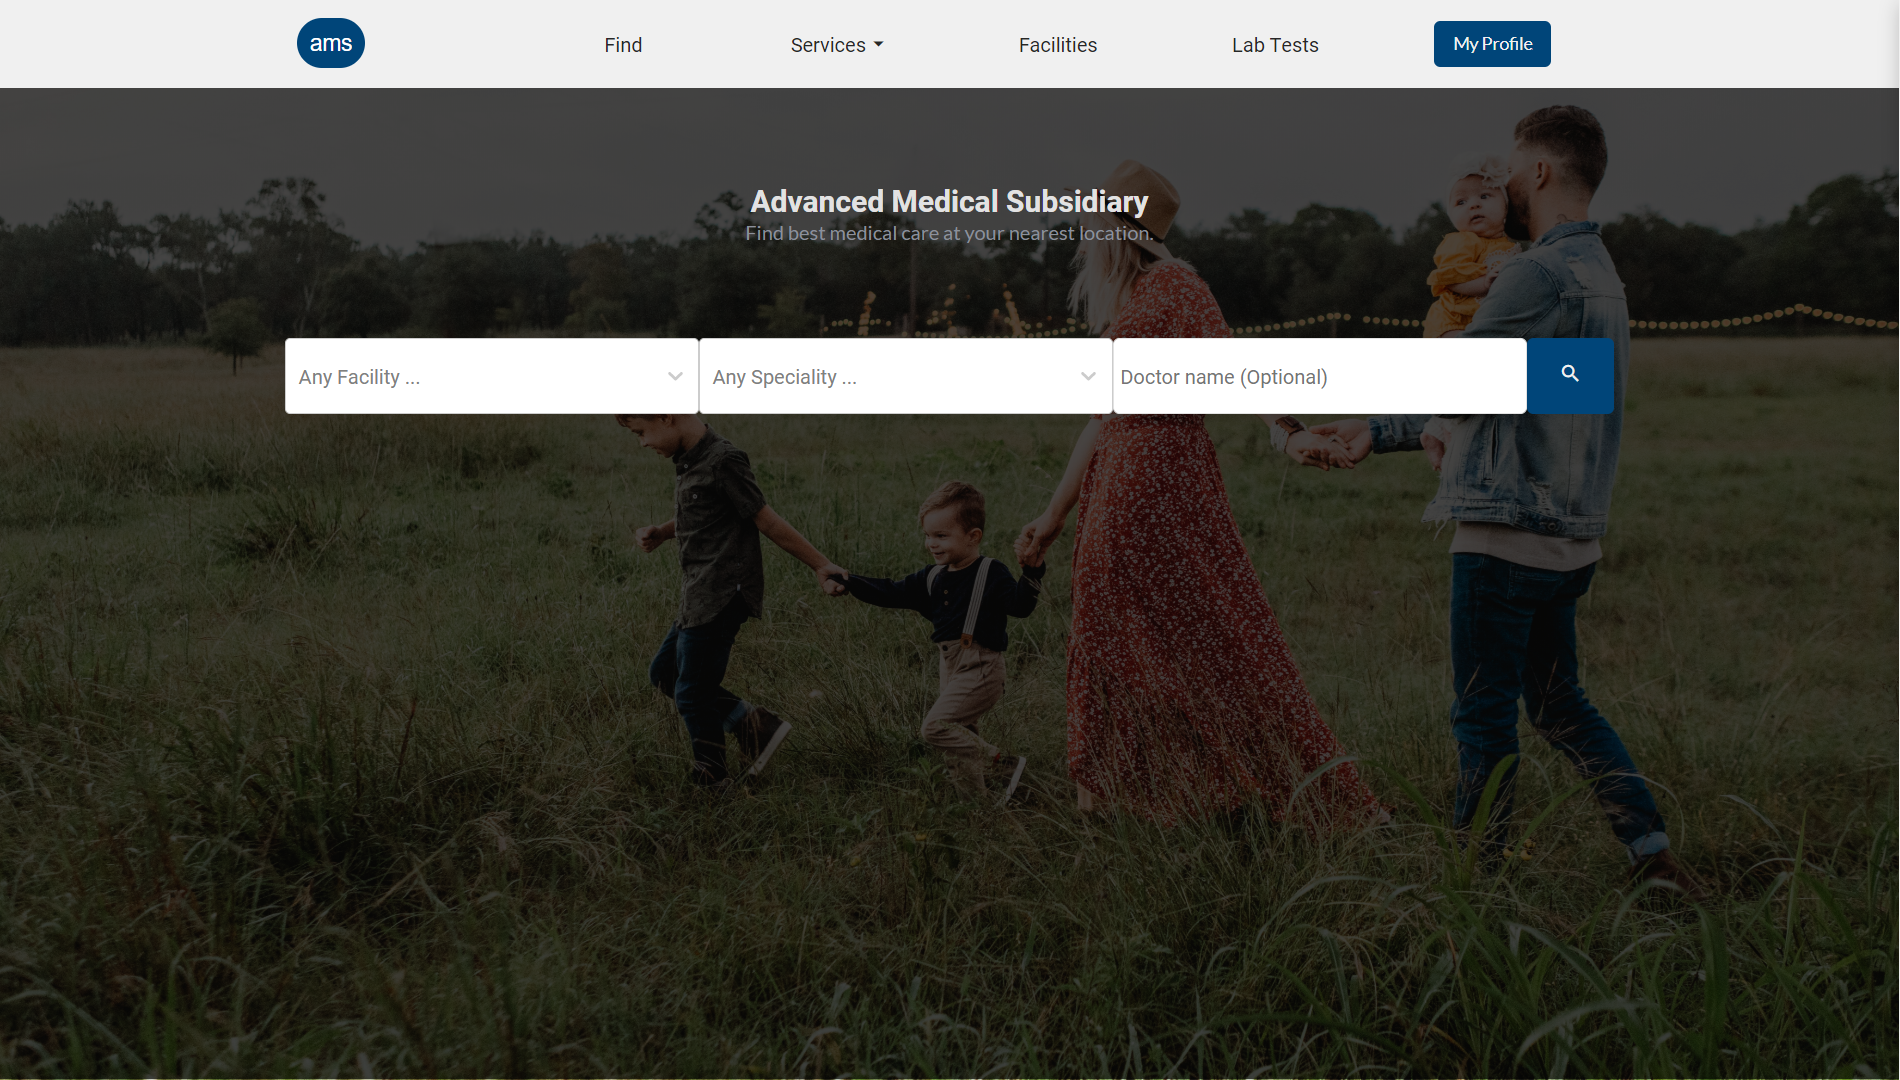 ams
Find
Services
Facilities
Lab Tests
My Profile
Advanced Medical Subsidiary
Find best medical care at your nearest location.
Any Facility ...
Any Speciality ...
Doctor name (Optional)